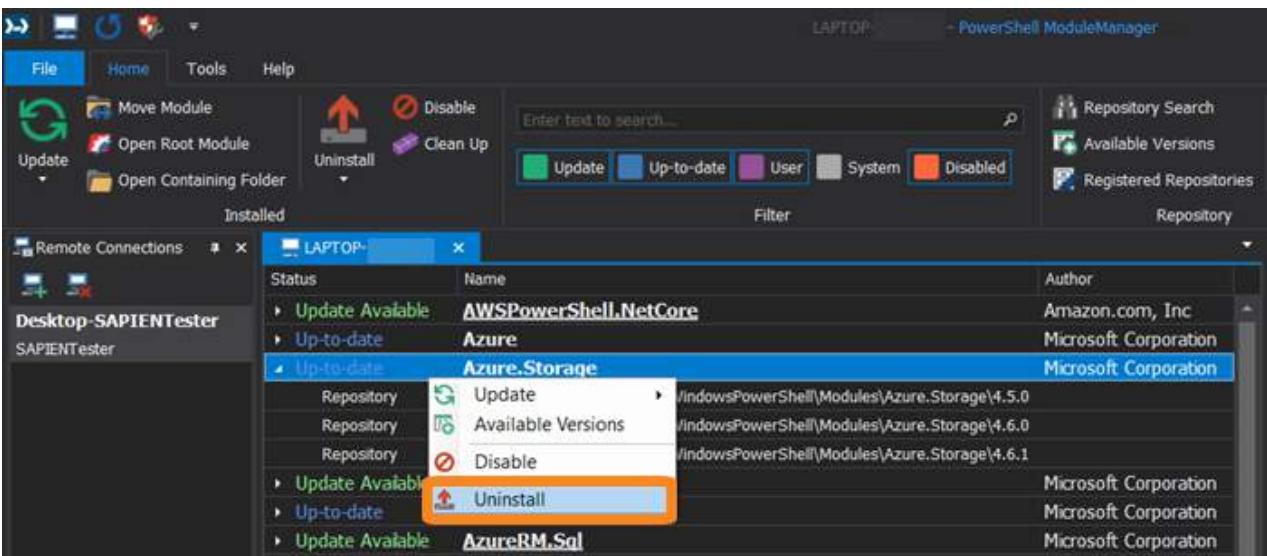 LAPTOP- - PowerShell ModuleManager
File Home Tools Help
Update
Move Module
Open Root Module
Open Containing Folder
Uninstall
Disable
Clean Up
Installed
Enter text to search...
Update Up-to-date User System Disabled
Filter
Repository Search
Available Versions
Registered Repositories
Repository
Remote Connections
Desktop-SAPIENTester
SAPIENTester
LAPTOP-
Status Name Author
Update Available AWSPowerShell.NetCore Amazon.com, Inc
Up-to-date Azure Microsoft Corporation
Up-to-date Azure.Storage Microsoft Corporation
Repository \WindowsPowerShell\Modules\Azure.Storage\4.5.0
Repository \WindowsPowerShell\Modules\Azure.Storage\4.6.0
Repository \WindowsPowerShell\Modules\Azure.Storage\4.6.1
Update
Available Versions
Disable
Uninstall
Update Available Microsoft Corporation
Up-to-date Microsoft Corporation
Update Available AzureRM.Sql Microsoft Corporation